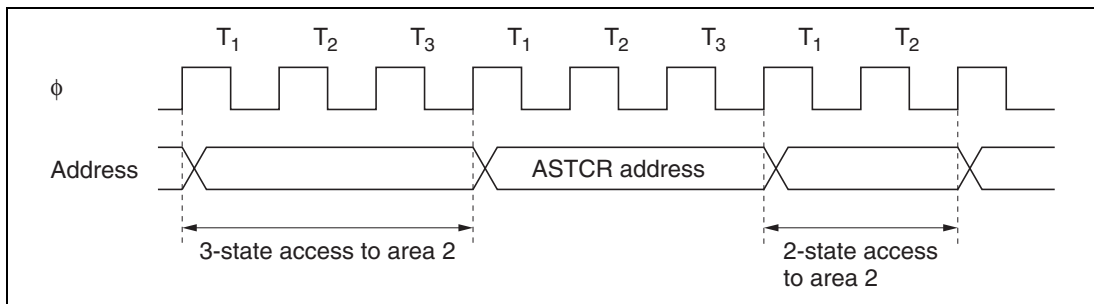 T1 T2 T3 T1 T2 T3 T1 T2
ϕ
Address
ASTCR address
3-state access to area 2
2-state access
to area 2